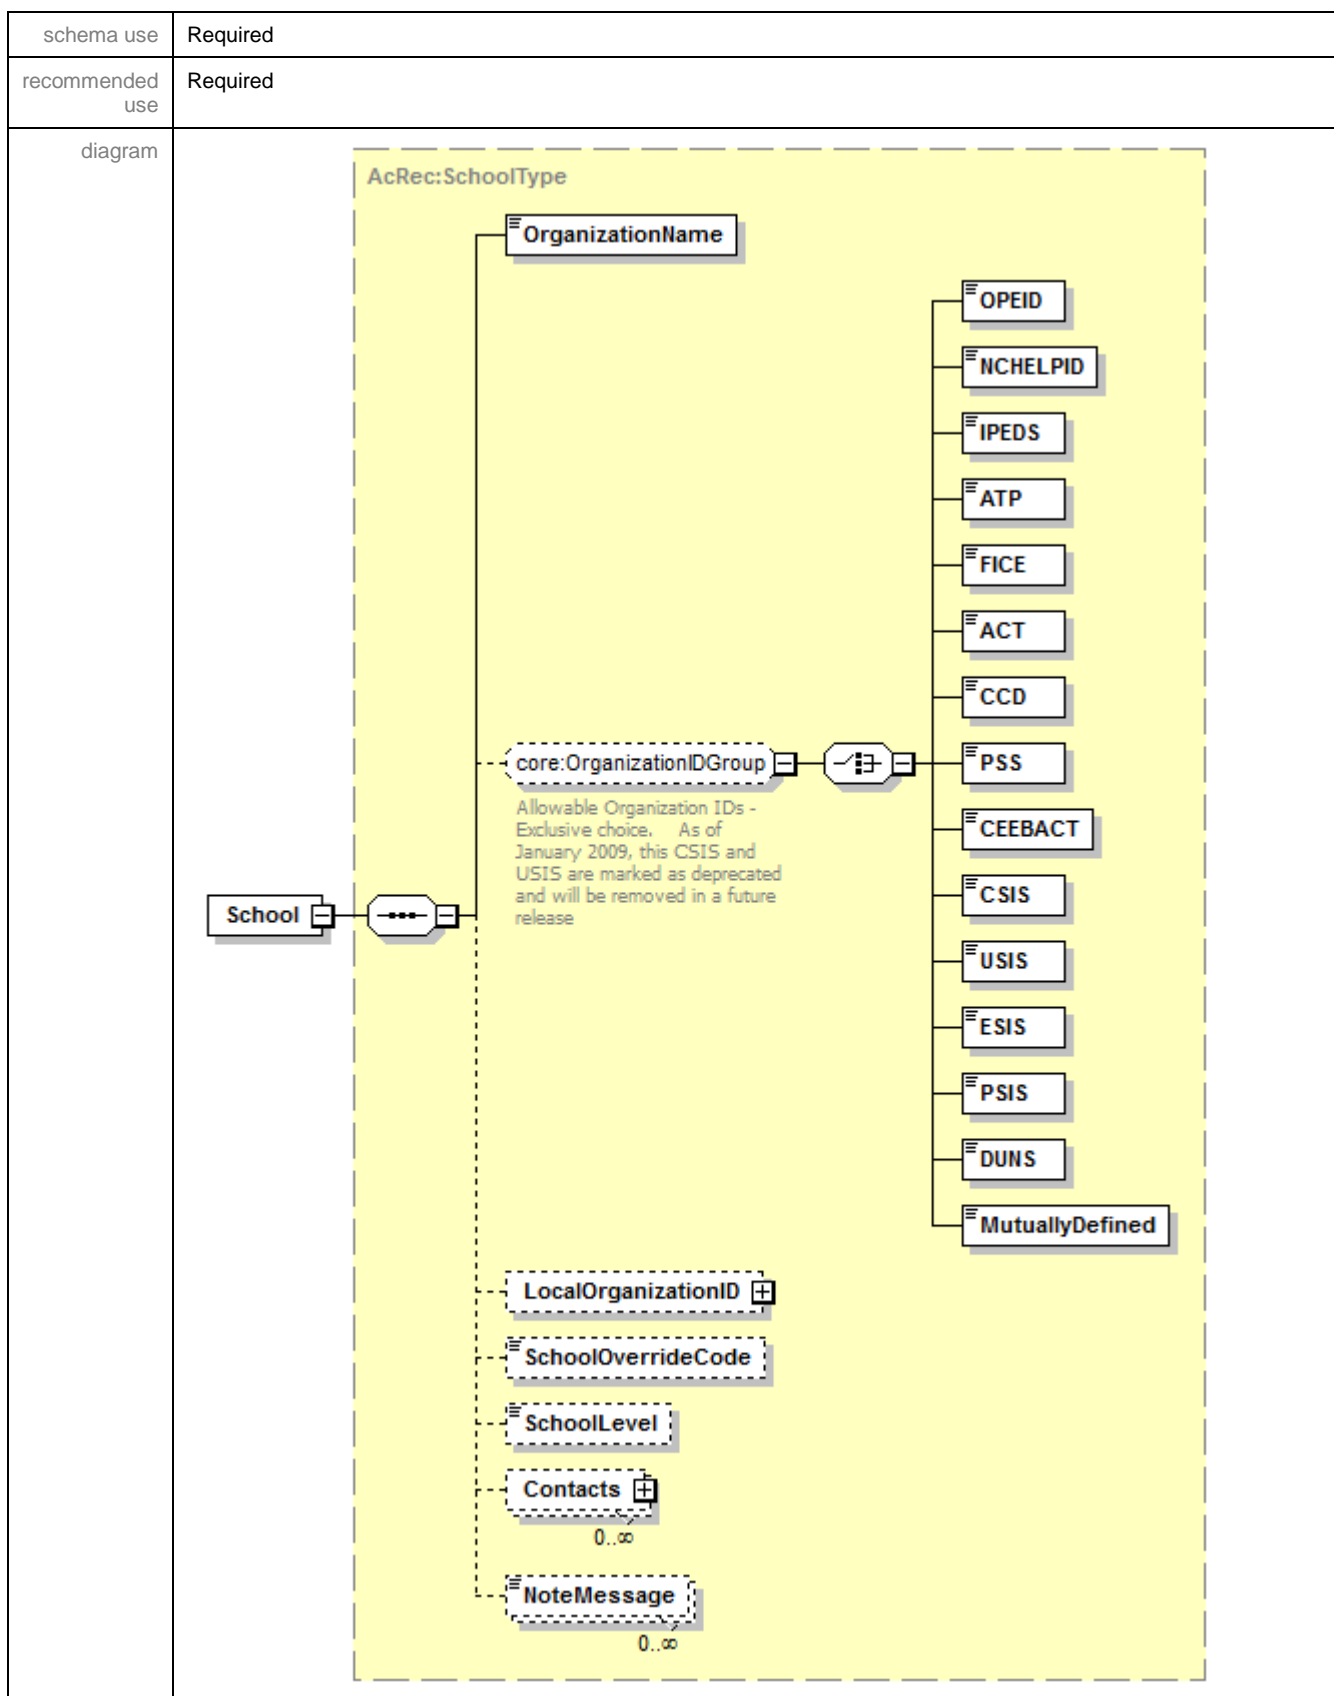 schema use
Required
recommended
use
Required
diagram
AcRec:SchoolType
OrganizationName
OPEID
NCHELPID
IPEDS
ATP
FICE
ACT
CCD
core:OrganizationIDGroup
PSS
Allowable Organization IDs -
Exclusive choice. As of
January 2009, this CSIS and
USIS are marked as deprecated
and will be removed in a future
release
CEEBACT
CSIS
School
USIS
ESIS
PSIS
DUNS
MutuallyDefined
LocalOrganizationID
SchoolOverrideCode
SchoolLevel
Contacts
0..∞
NoteMessage
0..∞